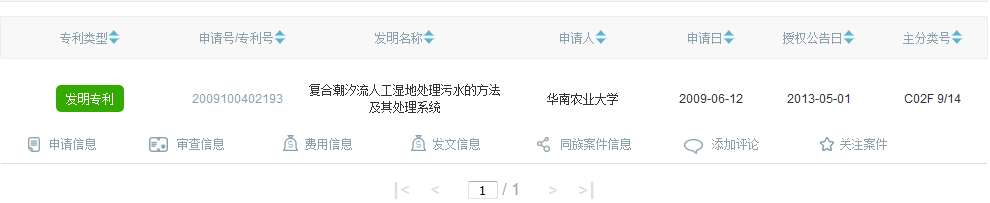 专利类型 申请号/专利号 发明名称 申请人 申请日 授权公告日 主分类号
发明专利 2009100402193 复合潮汐流人工湿地处理污水的方法及其处理系统 华南农业大学 2009-06-12 2013-05-01 C02F 9/14
申请信息 审查信息 费用信息 发文信息 同族案件信息 添加评论 关注案件
|< < 1 / 1 > >|